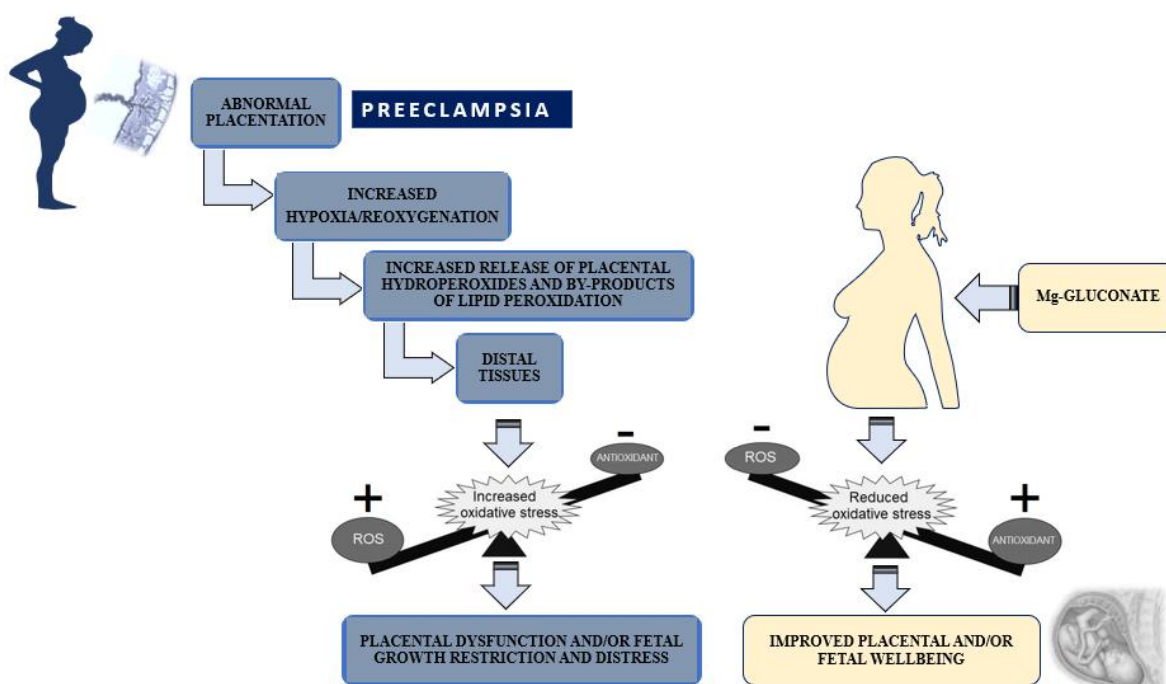 ABNORMAL
PLACENTATION
PREECLAMPSIA
INCREASED
HYPOXIA/REOXYGENATION
INCREASED RELEASE OF PLACENTAL
HYDROPEROXIDES AND BY-PRODUCTS
OF LIPID PEROXIDATION
DISTAL
TISSUES
Mg-GLUCONATE
-
ANTIOXIDANT
Increased
oxidative stress
+
ROS
-
ROS
Reduced
oxidative stress
+
ANTIOXIDANT
PLACENTAL DYSFUNCTION AND/OR FETAL
GROWTH RESTRICTION AND DISTRESS
IMPROVED PLACENTAL AND/OR
FETAL WELLBEING